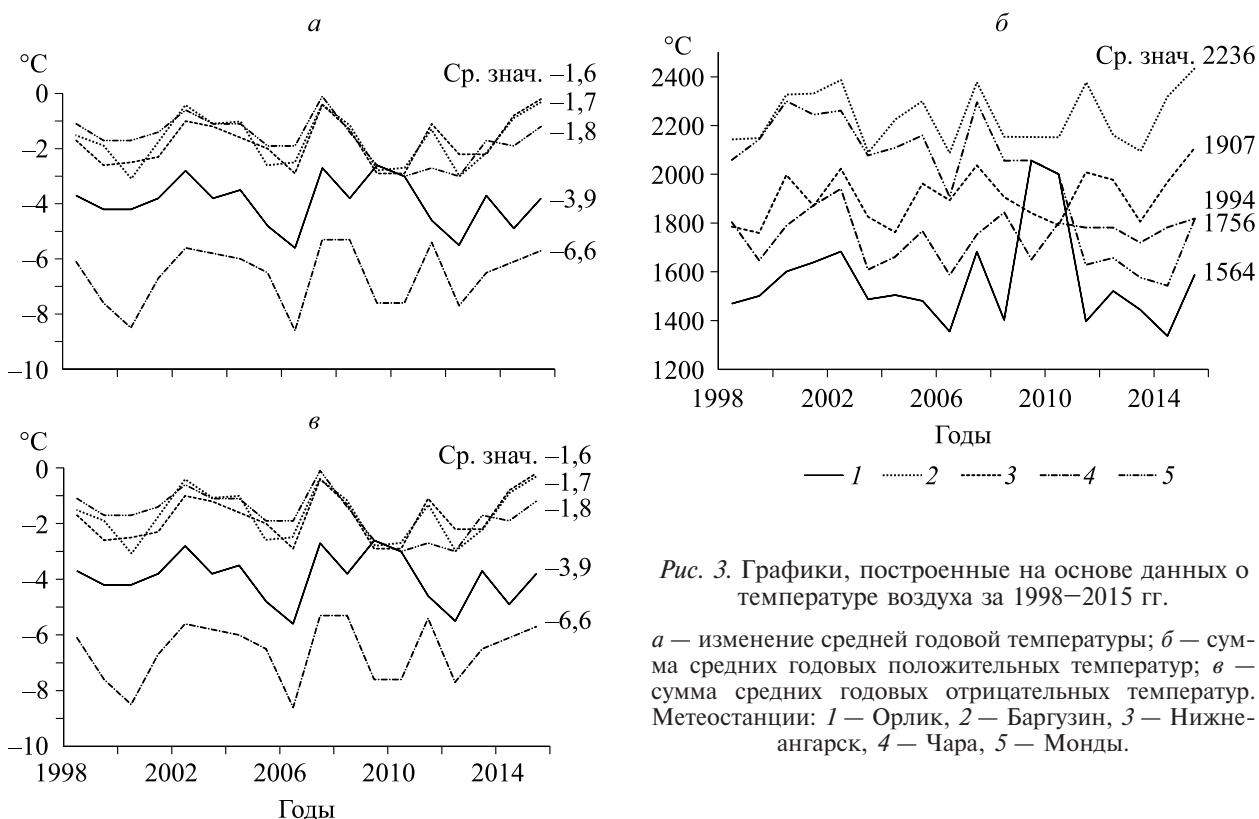 а
°C
Ср. знач. –1,6
0
–1,7
–1,8
–2
–3,9
–4
–6,6
–6
–8
–10
б
°C
Ср. знач. 2236
2400
2200
1907
2000
1994
1800
1756
1600
1564
1400
1200
1998 2002 2006 2010 2014
Годы
1 2 3 4 5
в
°C
Ср. знач. –1,6
0
–1,7
–1,8
–2
–3,9
–4
–6,6
–6
–8
–10
1998 2002 2006 2010 2014
Годы
Рис. 3. Графики, построенные на основе данных о
температуре воздуха за 1998–2015 гг.
а — изменение средней годовой температуры; б — сум-
ма средних годовых положительных температур; в —
сумма средних годовых отрицательных температур.
Метеостанции: 1 — Орлик, 2 — Баргузин, 3 — Нижне-
ангарск, 4 — Чара, 5 — Монды.